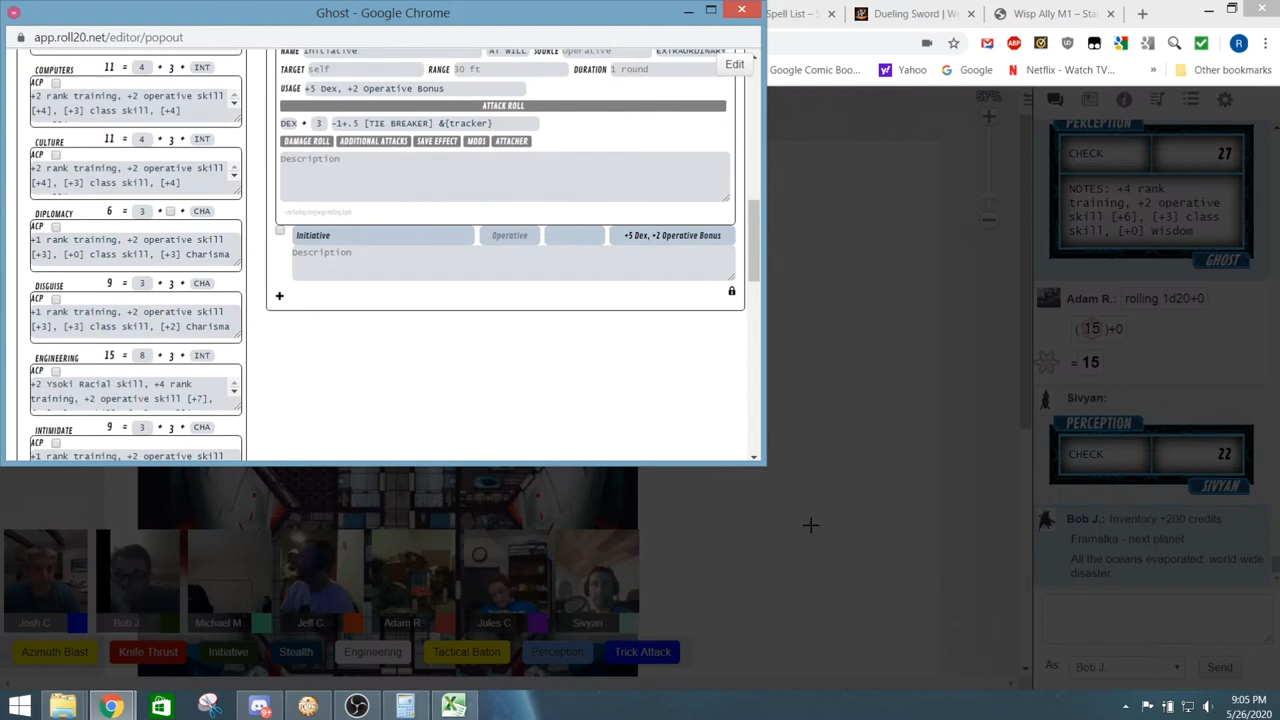 Ghost - Google Chrome
app.roll20.net/editor/popout
Spell List –
Dueling Sword | We
Wisp Ally M1 – Star
Google Comic Boo...
Yahoo
Google
Netflix - Watch TV...
»
Other bookmarks
COMPUTERS 11 = 4 + 3 + INT
ACP
+2 rank training, +2 operative skill
[+4], [+3] class skill, [+4]
CULTURE 11 = 4 + 3 + INT
ACP
+2 rank training, +2 operative skill
[+4], [+3] class skill, [+4]
DIPLOMACY 6 = 3 + + CHA
ACP
+1 rank training, +2 operative skill
[+3], [+0] class skill, [+3] Charisma
DISGUISE 9 = 3 + 3 + CHA
ACP
+1 rank training, +2 operative skill
[+3], [+3] class skill, [+2] Charisma
ENGINEERING 15 = 8 + 3 + INT
ACP
+2 Ysoki Racial skill, +4 rank
training, +2 operative skill [+7],
INTIMIDATE 9 = 3 + 3 + CHA
ACP
+1 rank training, +2 operative skill
NAME Initiative AT WILL SOURCE Operative EXTRAORDINARY
Edit
TARGET self RANGE 30 ft DURATION 1 round
USAGE +5 Dex, +2 Operative Bonus
ATTACK ROLL
DEX + 3 -1+.5 [TIE BREAKER] &{tracker}
DAMAGE ROLL ADDITIONAL ATTACKS SAVE EFFECT MODS ATTACHER
Description
Initiative Operative +5 Dex, +2 Operative Bonus
Description
+
PERCEPTION
CHECK 27
NOTES: +4 rank
training, +2 operative
skill [+6], [+3] class
skill, [+0] Wisdom
GHOST
Adam R.: rolling 1d20+0
( 15 )+0
= 15
Sivyan:
PERCEPTION
CHECK 22
SIVYAN
Bob J.: Inventory +200 credits
Framalka - next planet
All the oceans evaporated; world-wide
disaster.
As: Bob J. Send
Josh C. Bob J. Michael M. Jeff C. Adam R. Jules C. Sivyan
Azimuth Blast Knife Thrust Initiative Stealth Engineering Tactical Baton Perception Trick Attack
9:05 PM
5/26/2020